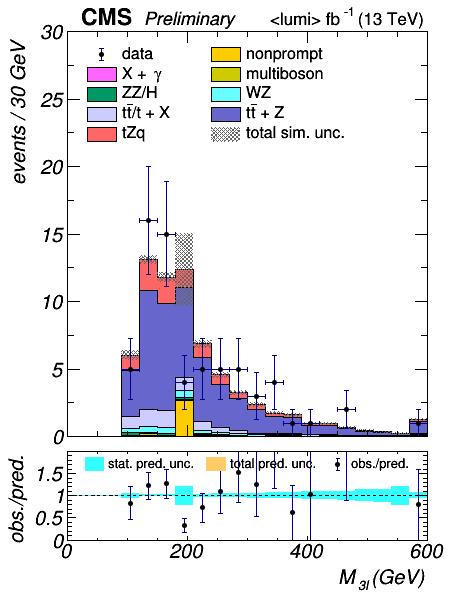 CMS Preliminary <lumi> fb⁻¹ (13 TeV)
events / 30 GeV
30
25
20
15
10
5
0
data
nonprompt
X + γ
multiboson
ZZ/H
WZ
tt̄/t + X
tt̄ + Z
tZq
total sim. unc.
obs./pred.
1.5
1
0.5
0
stat. pred. unc.
total pred. unc.
obs./pred.
0
200
400
600
M₃ₗ (GeV)